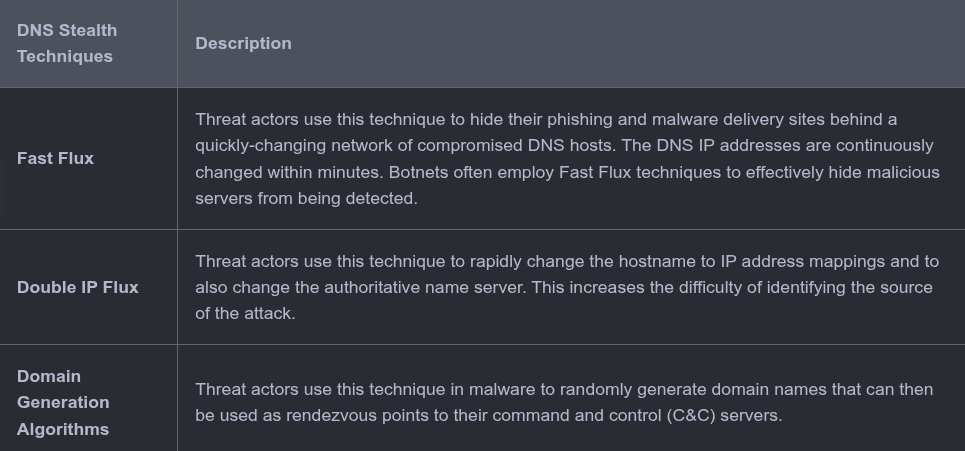 DNS Stealth
Techniques
Description
Fast Flux
Threat actors use this technique to hide their phishing and malware delivery sites behind a
quickly-changing network of compromised DNS hosts. The DNS IP addresses are continuously
changed within minutes. Botnets often employ Fast Flux techniques to effectively hide malicious
servers from being detected.
Double IP Flux
Threat actors use this technique to rapidly change the hostname to IP address mappings and to
also change the authoritative name server. This increases the difficulty of identifying the source
of the attack.
Domain
Generation
Algorithms
Threat actors use this technique in malware to randomly generate domain names that can then
be used as rendezvous points to their command and control (C&C) servers.